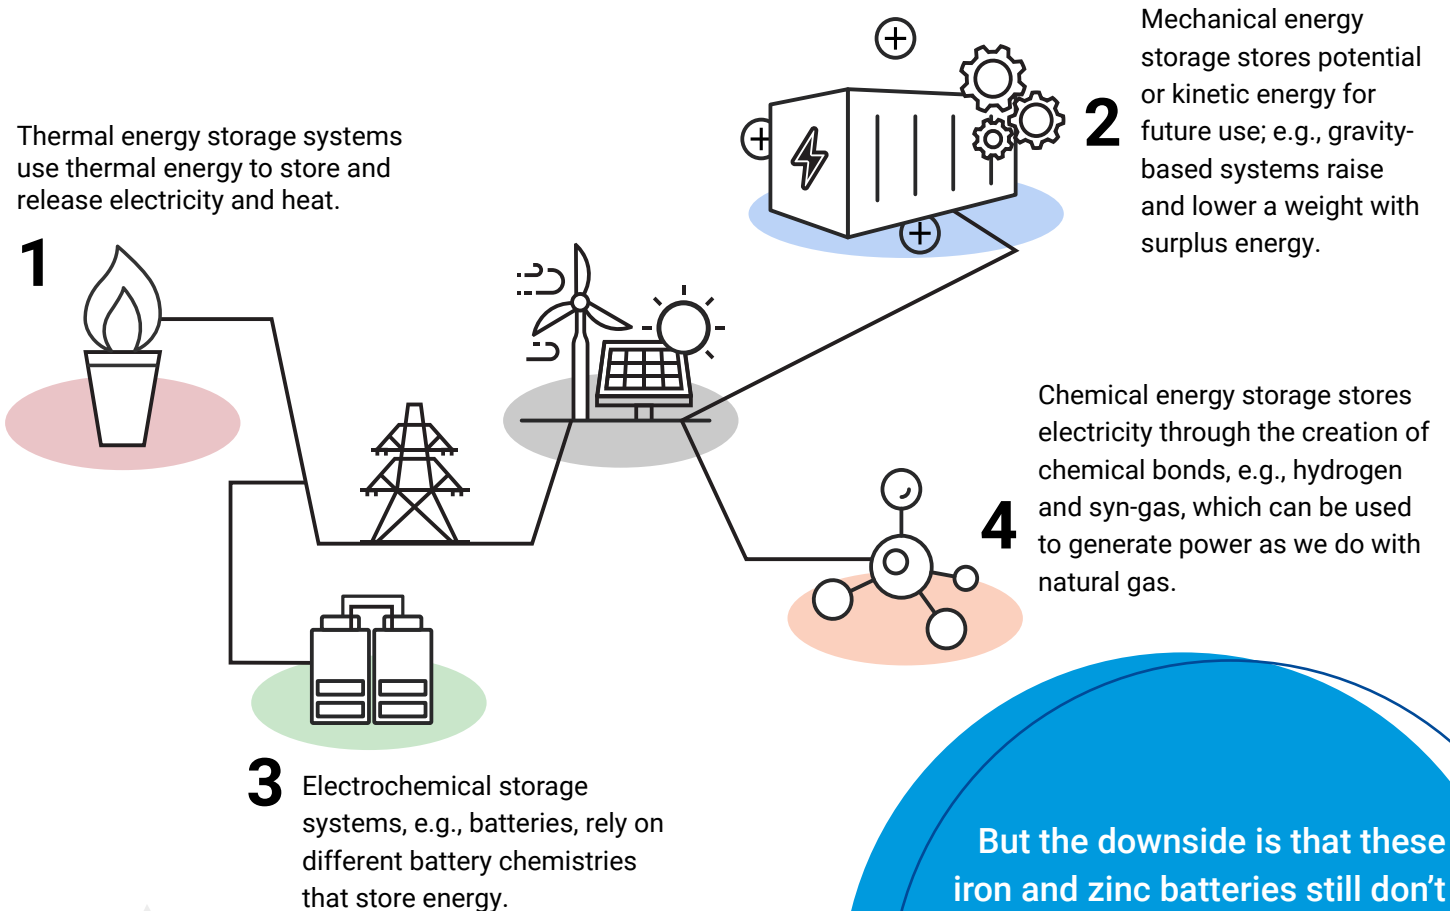 Thermal energy storage systems
use thermal energy to store and
release electricity and heat.
1
Mechanical energy
storage stores potential
or kinetic energy for
future use; e.g., gravity-
based systems raise
and lower a weight with
surplus energy.
2
3
Electrochemical storage
systems, e.g., batteries, rely on
different battery chemistries
that store energy.
Chemical energy storage stores
electricity through the creation of
chemical bonds, e.g., hydrogen
and syn-gas, which can be used
to generate power as we do with
natural gas.
4
But the downside is that these
iron and zinc batteries still don’t